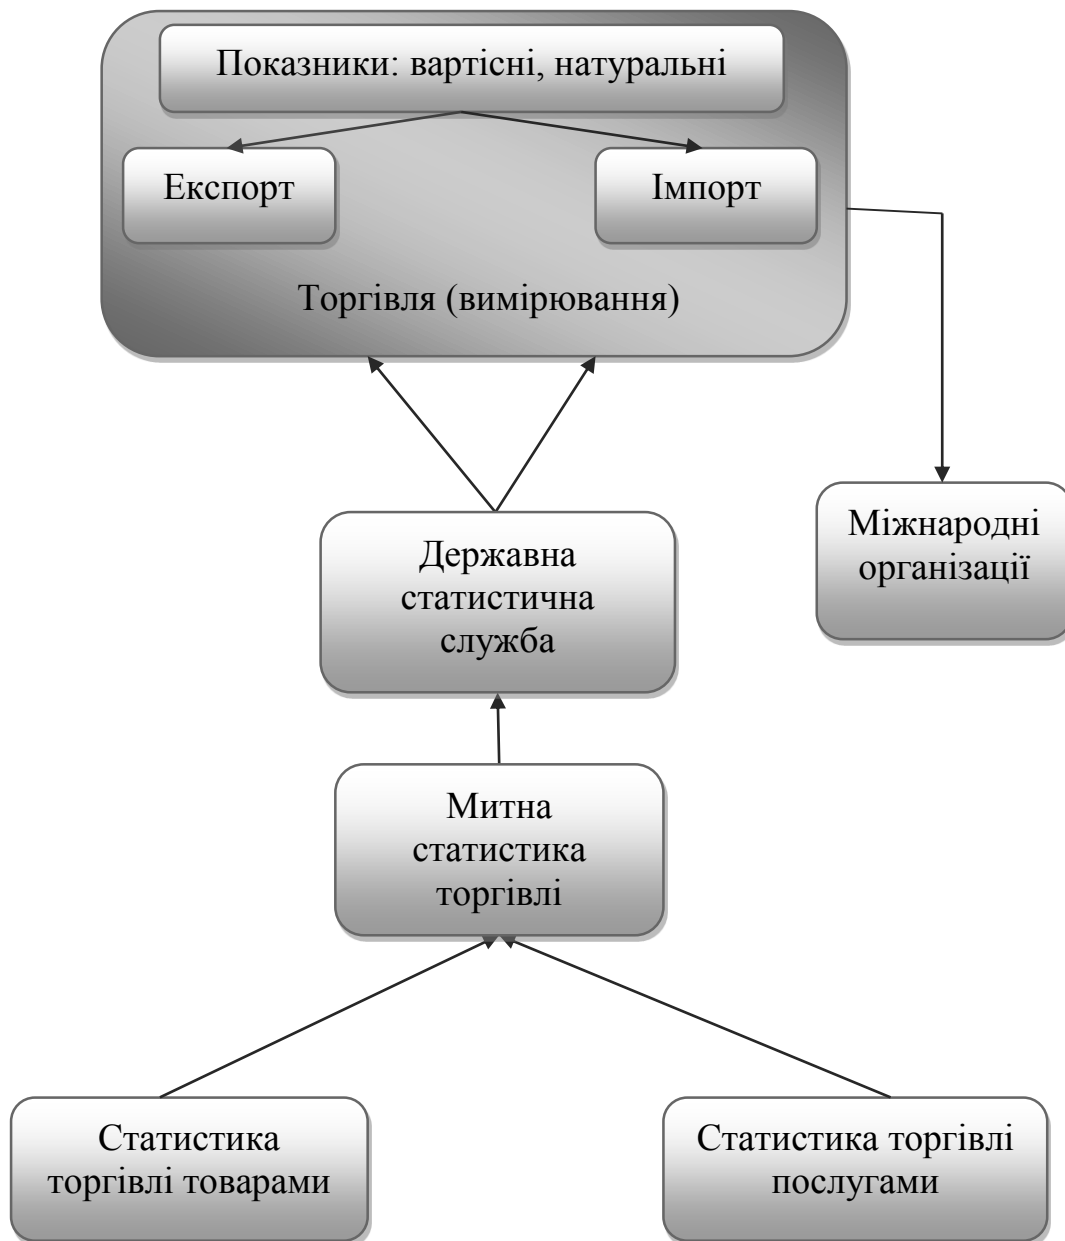 Показники: вартісні, натуральні
Експорт
Імпорт
Торгівля (вимірювання)
Міжнародні
організації
Державна
статистична
служба
Митна
статистика
торгівлі
Статистика
торгівлі товарами
Статистика торгівлі
послугами